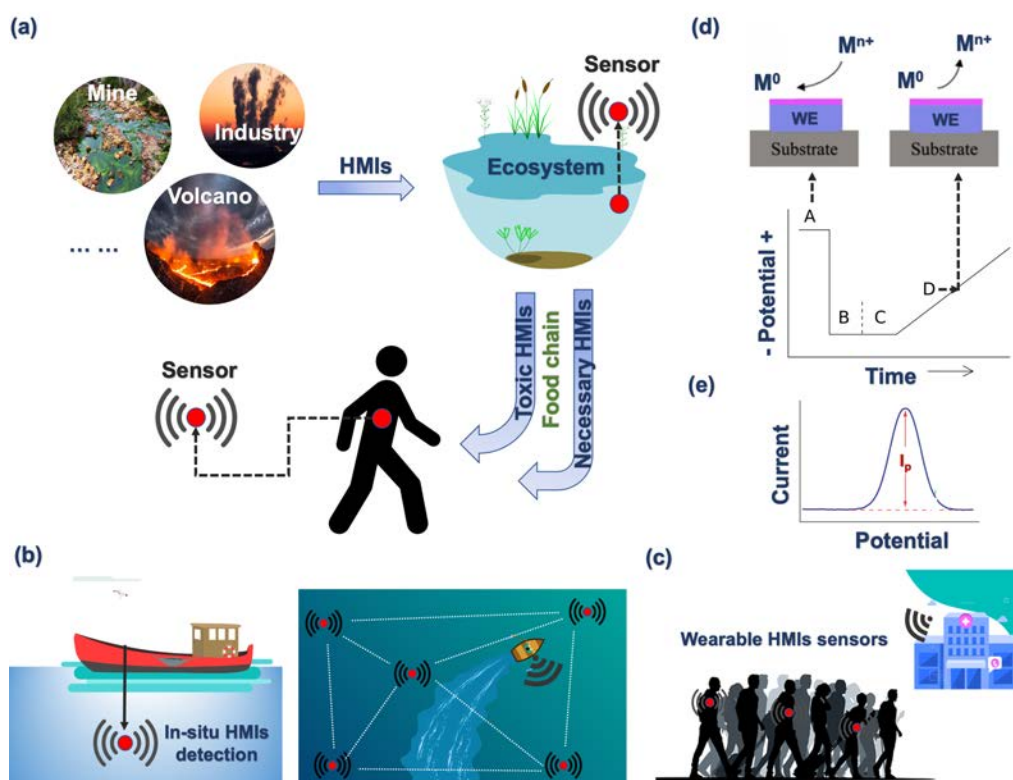 (a)
Mine
Industry
Volcano
... ...
HMIs
Sensor
Ecosystem
Toxic HMIs
Food chain
Necessary HMIs
Sensor
(d)
M⁰
Mⁿ⁺
M⁰
Mⁿ⁺
WE
WE
Substrate
Substrate
A
B
C
D
- Potential +
Time
(e)
Iₚ
Current
Potential
(b)
In-situ HMIs
detection
(c)
Wearable HMIs sensors